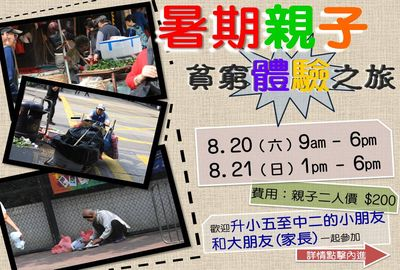 暑期親子
貧窮體驗之旅
8.20（六）9am - 6pm
8.21（日）1pm - 6pm
費用：親子二人價 $200
歡迎升小五至中二的小朋友
和大朋友(家長)一起參加
詳情點擊內進